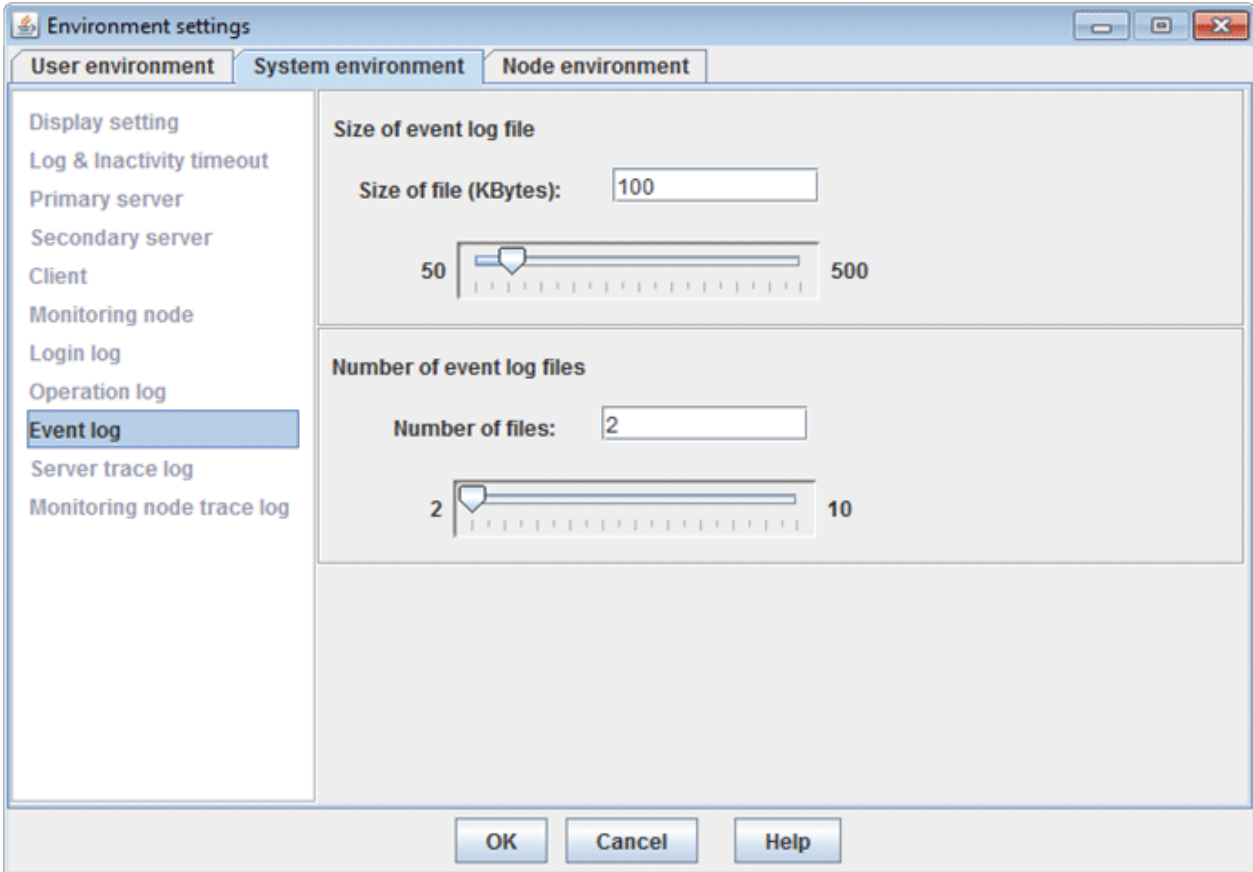 Environment settings
User environment System environment Node environment
Display setting
Log & Inactivity timeout
Primary server
Secondary server
Client
Monitoring node
Login log
Operation log
Event log
Server trace log
Monitoring node trace log
Size of event log file
Size of file (KBytes): 100
50 500
Number of event log files
Number of files: 2
2 10
OK Cancel Help